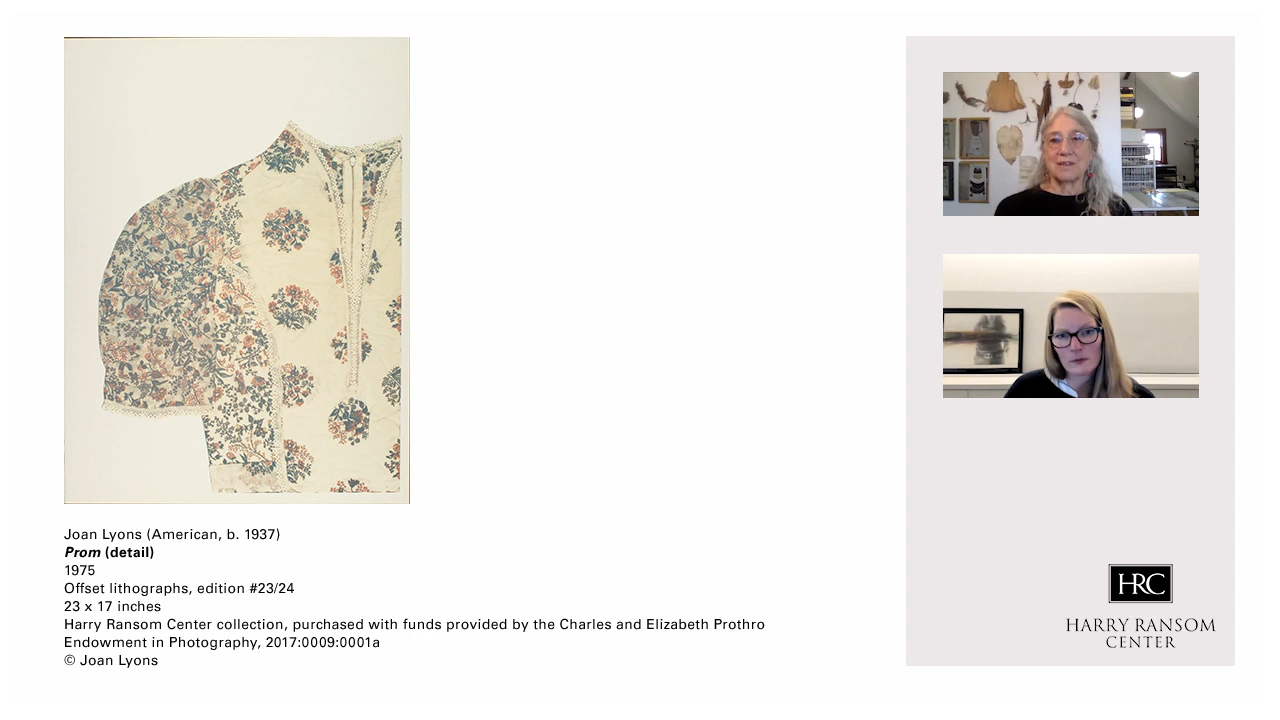 Joan Lyons (American, b. 1937)
Prom (detail)
1975
Offset lithographs, edition #23/24
23 x 17 inches
Harry Ransom Center collection, purchased with funds provided by the Charles and Elizabeth Prothro
Endowment in Photography, 2017:0009:0001a
© Joan Lyons
HRC
HARRY RANSOM
CENTER